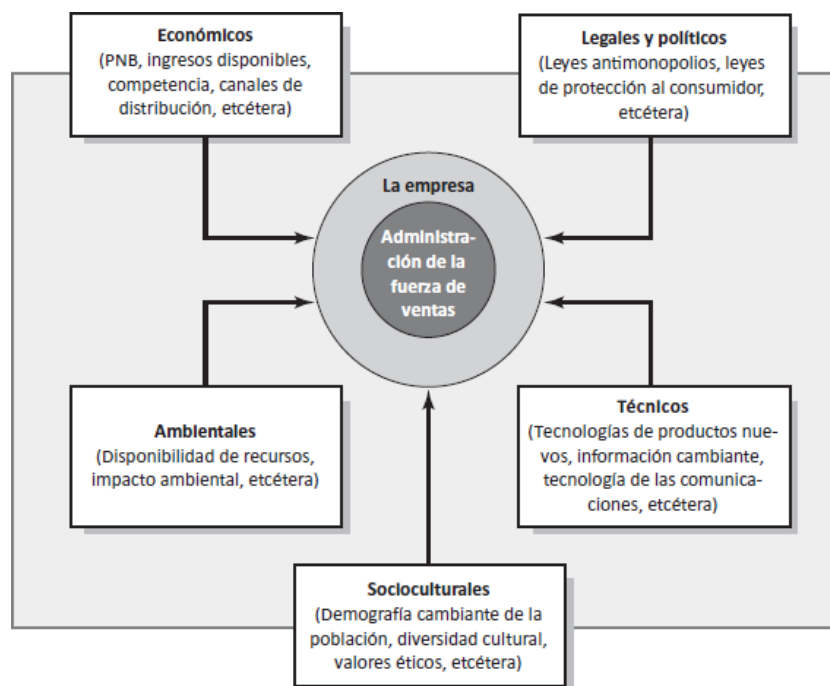 Económicos
(PNB, ingresos disponibles,
competencia, canales de
distribución, etcétera)
Legales y políticos
(Leyes antimonopolios, leyes
de protección al consumidor,
etcétera)
La empresa
Administra-
ción de la
fuerza de
ventas
Ambientales
(Disponibilidad de recursos,
impacto ambiental, etcétera)
Técnicos
(Tecnologías de productos nue-
vos, información cambiante,
tecnología de las comunica-
ciones, etcétera)
Socioculturales
(Demografía cambiante de la
población, diversidad cultural,
valores éticos, etcétera)